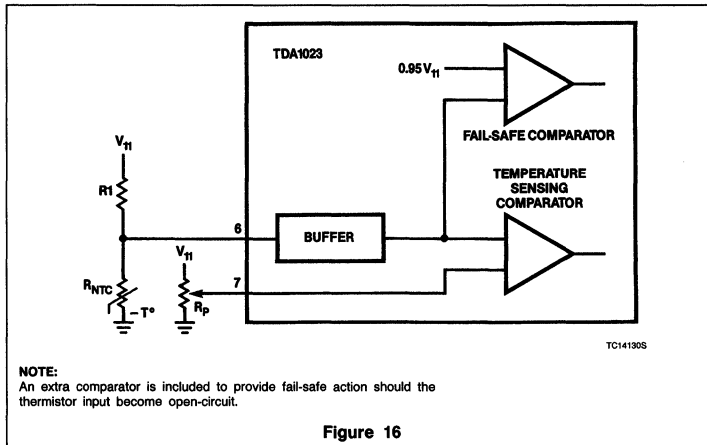 TDA1023
0.95V11
FAIL-SAFE COMPARATOR
V11
R1
TEMPERATURE
SENSING
COMPARATOR
6
BUFFER
V11
7
RNTC
RP
–T°
TC14130S
NOTE:
An extra comparator is included to provide fail-safe action should the
thermistor input become open-circuit.
Figure 16